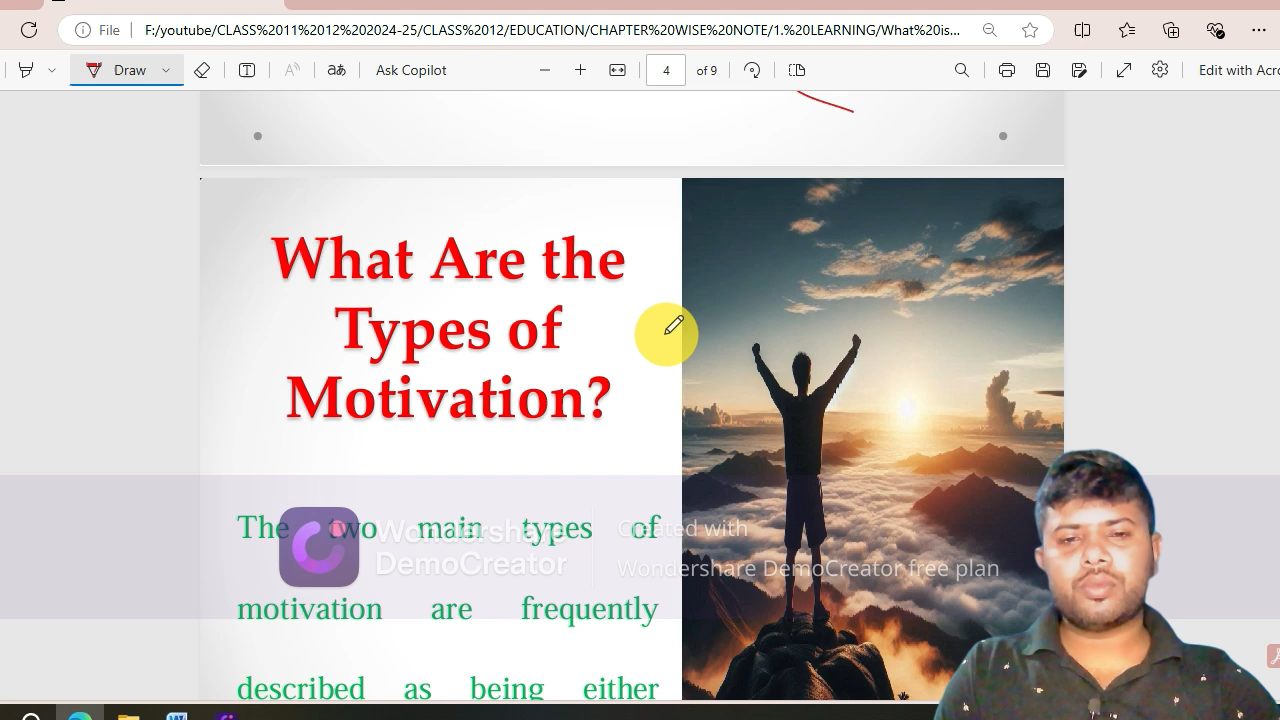 File
F:/youtube/CLASS%2011%2012%202024-25/CLASS%2012/EDUCATION/CHAPTER%20WISE%20NOTE/1.%20LEARNING/What%20is...
Draw
Ask Copilot
4 of 9
Edit with Acro
What Are the
Types of
Motivation?
The two main types of
motivation are frequently
described as being either
Wondershare
DemoCreator
Created with
Wondershare DemoCreator free plan